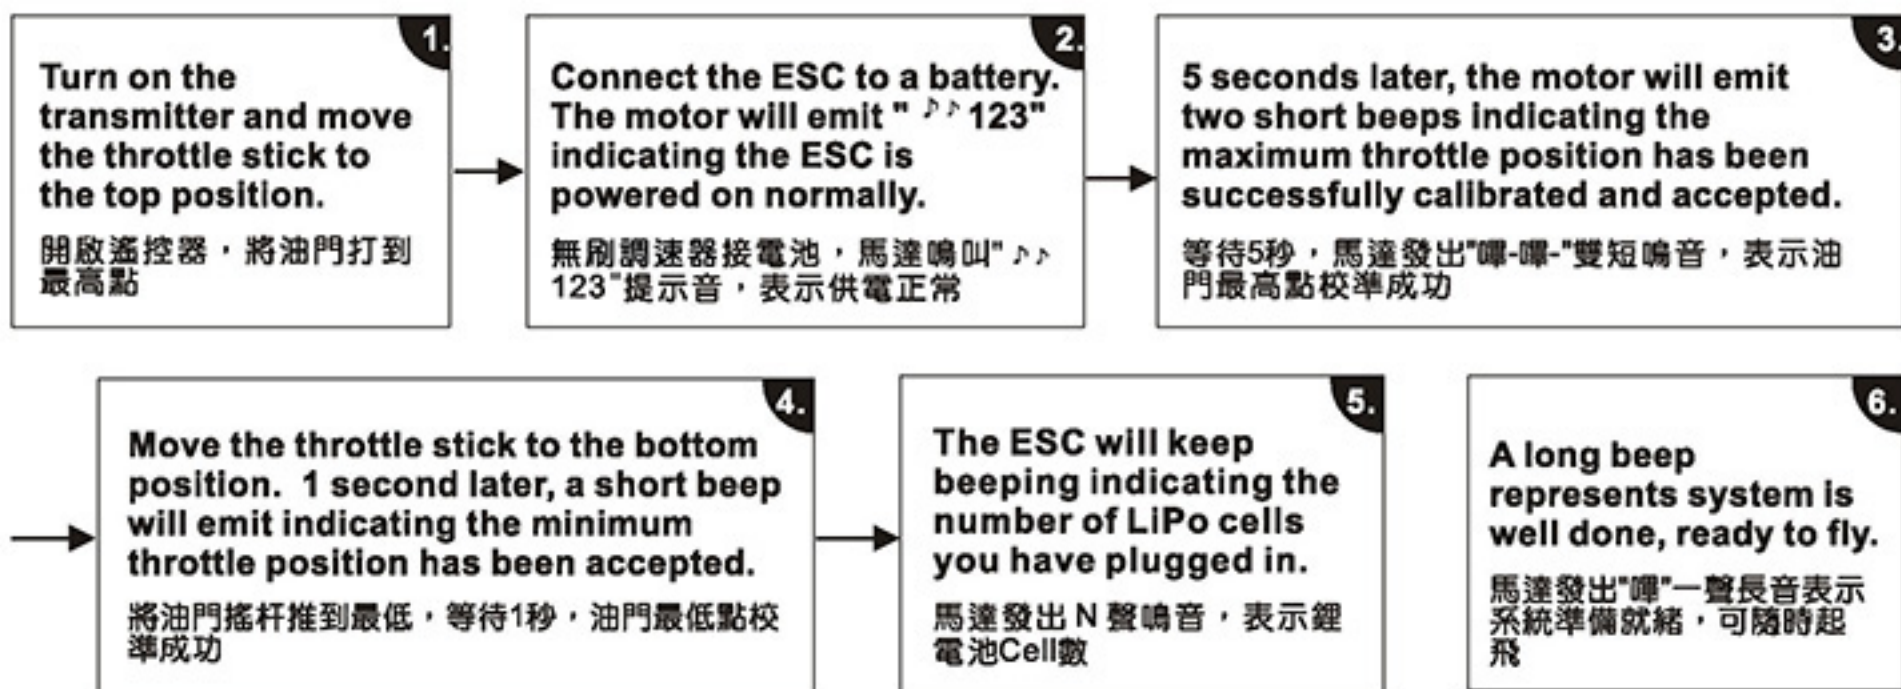 1.
Turn on the
transmitter and move
the throttle stick to
the top position.
開啟遙控器，將油門打到
最高點
2.
Connect the ESC to a battery.
The motor will emit " ♪♪ 123"
indicating the ESC is
powered on normally.
無刷調速器接電池，馬達鳴叫" ♪♪
123"提示音，表示供電正常
3.
5 seconds later, the motor will emit
two short beeps indicating the
maximum throttle position has been
successfully calibrated and accepted.
等待5秒，馬達發出"嗶-嗶-"雙短鳴音，表示油
門最高點校準成功
4.
Move the throttle stick to the bottom
position.  1 second later, a short beep
will emit indicating the minimum
throttle position has been accepted.
將油門搖杆推到最低，等待1秒，油門最低點校
準成功
5.
The ESC will keep
beeping indicating the
number of LiPo cells
you have plugged in.
馬達發出 N 聲鳴音，表示鋰
電池Cell數
6.
A long beep
represents system is
well done, ready to fly.
馬達發出"嗶"一聲長音表示
系統準備就緒，可隨時起
飛